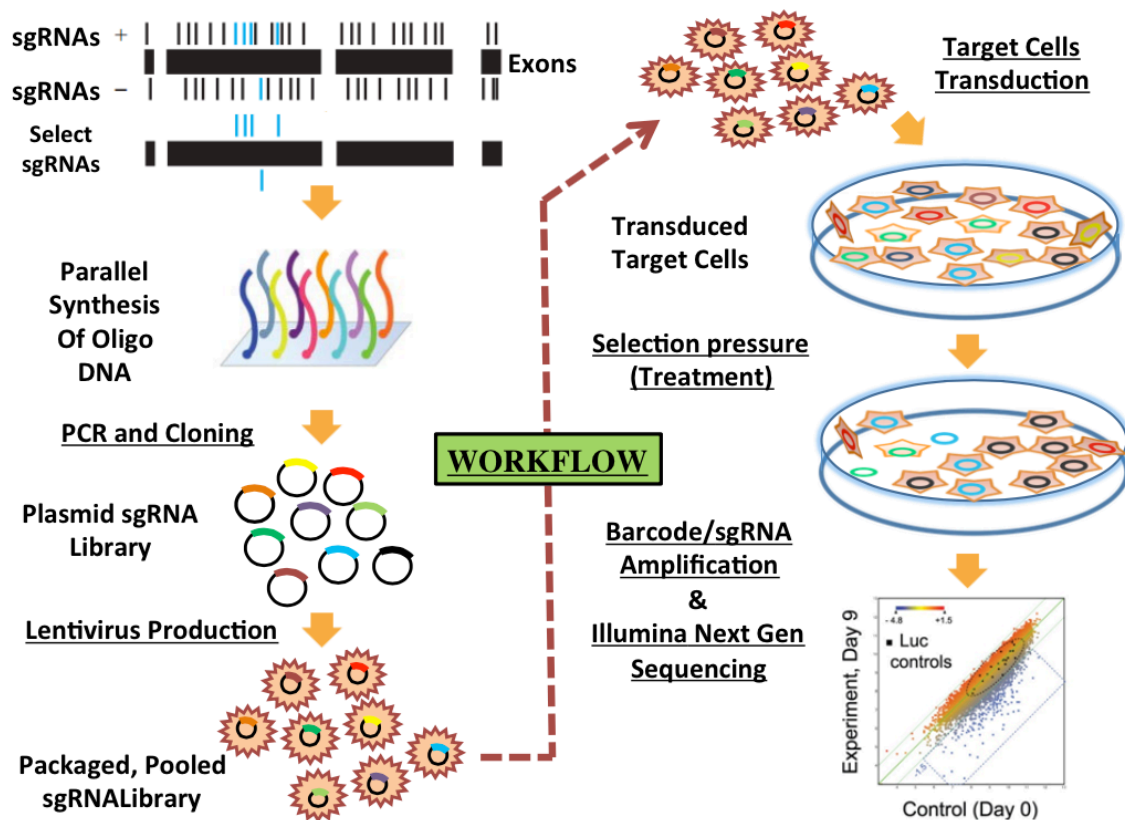 sgRNAs +
Exons
sgRNAs −
Select
sgRNAs
Parallel
Synthesis
Of Oligo
DNA
PCR and Cloning
Plasmid sgRNA
Library
Lentivirus Production
Packaged, Pooled
sgRNALibrary
WORKFLOW
Target Cells
Transduction
Transduced
Target Cells
Selection pressure
(Treatment)
Barcode/sgRNA
Amplification
&
Illumina Next Gen
Sequencing
-4.8 +1.5
Luc
controls
-1.5
Experiment, Day 9
Control (Day 0)